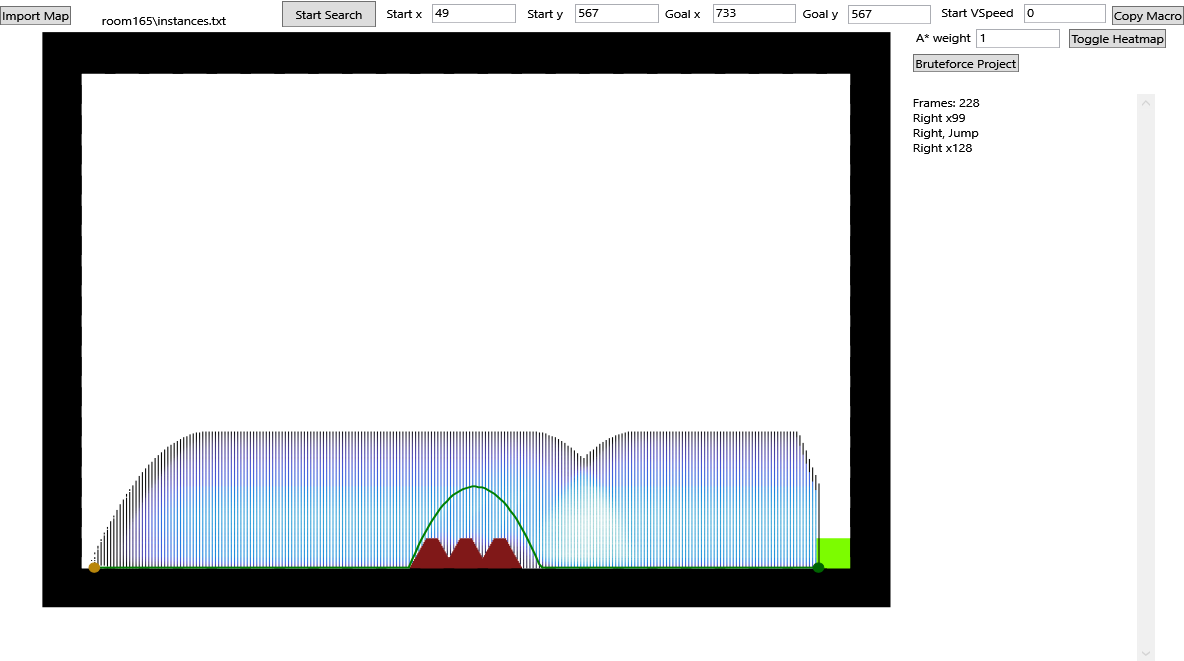 Import Map
room165\instances.txt
Start Search
Start x 49
Start y 567
Goal x 733
Goal y 567
Start VSpeed 0
Copy Macro
A* weight 1
Toggle Heatmap
Bruteforce Project
Frames: 228
Right x99
Right, Jump
Right x128